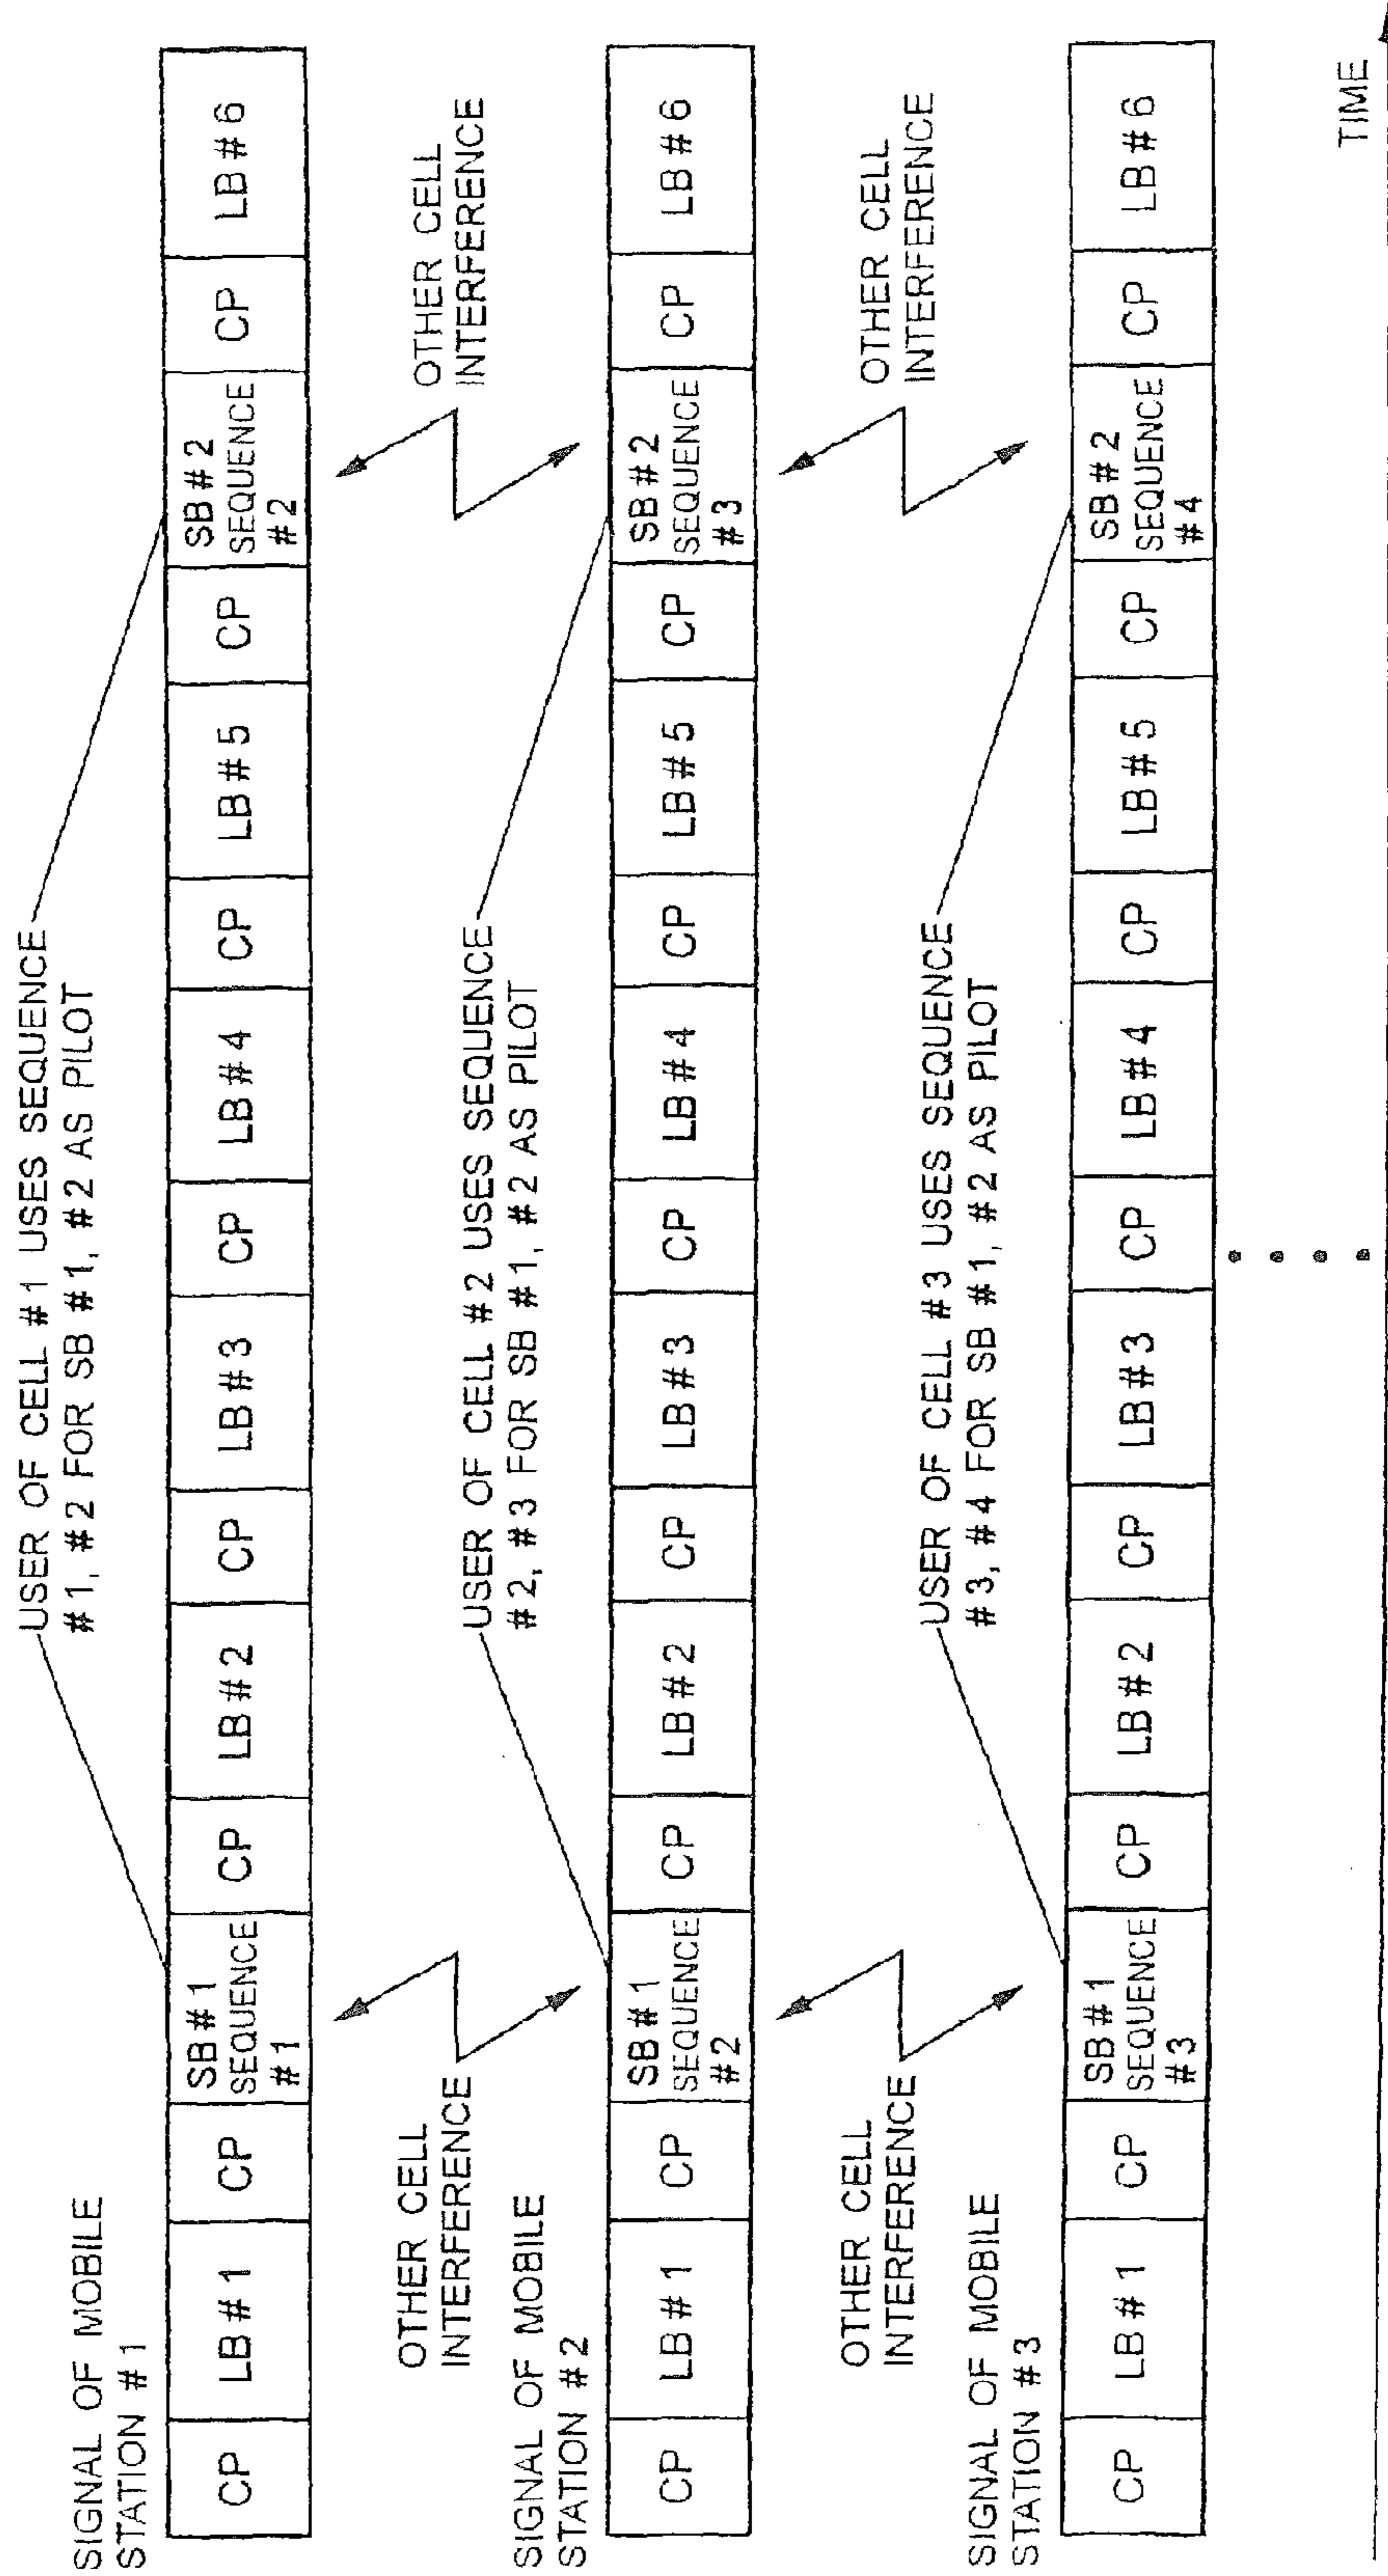 USER OF CELL #1 USES SEQUENCE
#1, #2 FOR SB #1, #2 AS PILOT
SIGNAL OF MOBILE
STATION #1
CP
LB#1
CP
SB#1
SEQUENCE
#1
CP
LB#2
CP
LB#3
CP
LB#4
CP
LB#5
CP
SB#2
SEQUENCE
#2
CP
LB#6
OTHER CELL
INTERFERENCE
OTHER CELL
INTERFERENCE
USER OF CELL #2 USES SEQUENCE
#2, #3 FOR SB #1, #2 AS PILOT
SIGNAL OF MOBILE
STATION #2
CP
LB#1
CP
SB#1
SEQUENCE
#2
CP
LB#2
CP
LB#3
CP
LB#4
CP
LB#5
CP
SB#2
SEQUENCE
#3
CP
LB#6
OTHER CELL
INTERFERENCE
OTHER CELL
INTERFERENCE
USER OF CELL #3 USES SEQUENCE
#3, #4 FOR SB #1, #2 AS PILOT
SIGNAL OF MOBILE
STATION #3
CP
LB#1
CP
SB#1
SEQUENCE
#3
CP
LB#2
CP
LB#3
CP
LB#4
CP
LB#5
CP
SB#2
SEQUENCE
#4
CP
LB#6
TIME